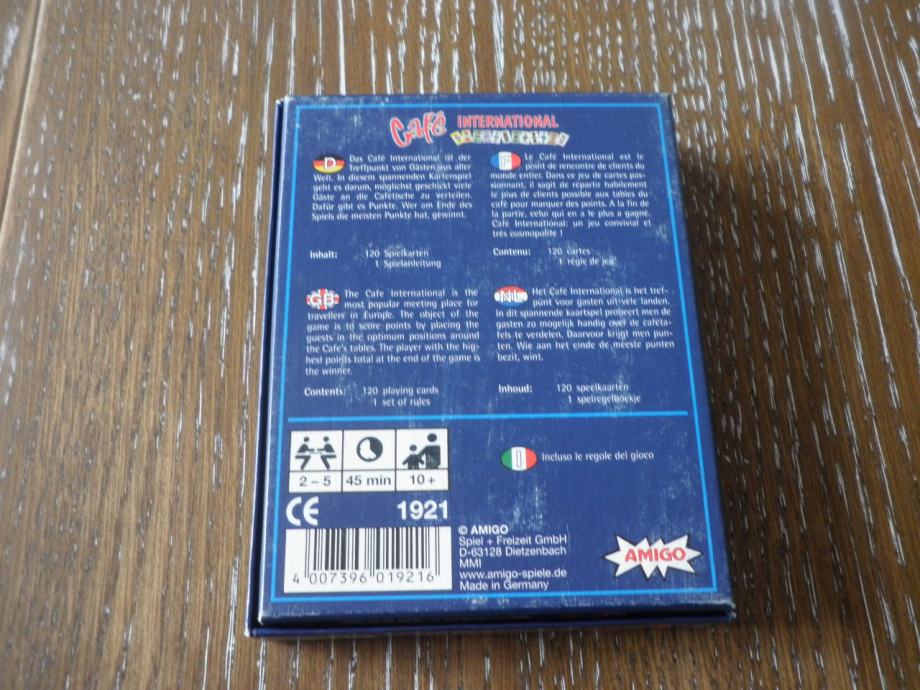 Café INTERNATIONAL
D
Das Café International ist der
Treffpunkt von Gästen aus aller
Welt. In diesem spannenden Kartenspiel
geht es darum, möglichst geschickt viele
Gäste an die Cafétische zu verteilen.
Dafür gibt es Punkte. Wer am Ende des
Spiels die meisten Punkte hat, gewinnt.
Inhalt: 120 Spielkarten
1 Spielanleitung
F
Le Café International est le
point de rencontre de clients du
monde entier. Dans ce jeu de cartes pas-
sionnant, il sagit de répartir habilement
le plus de clients possible aux tables du
café pour marquer des points. A la fin de
la partie, celui qui en a le plus a gagné.
Café International: un jeu convivial et
très cosmopolite !
Contenu: 120 cartes
1 règle de jeu
GB
The Café International is the
most popular meeting place for
travellers in Europe. The object of the
game is to score points by placing the
guests in the optimum positions around
the Cafe's tables. The player with the hig-
hest points total at the end of the game is
the winner.
Contents: 120 playing cards
1 set of rules
NL
Het Café International is het tref-
punt voor gasten uit vele landen.
In dit spannende kaartspel probeert men de
gasten zo mogelijk handig over de caféta-
fels te verdelen. Daarvoor krijgt men pun-
ten. Wie aan het einde de meeste punten
bezit, wint.
Inhoud: 120 speelkaarten
1 spelregelboekje
2 – 5 45 min 10 +
I Incluso le regole del gioco
CE 1921
4 007396 019216
© AMIGO
Spiel + Freizeit GmbH
D-63128 Dietzenbach
MMI
www.amigo-spiele.de
Made in Germany
AMIGO